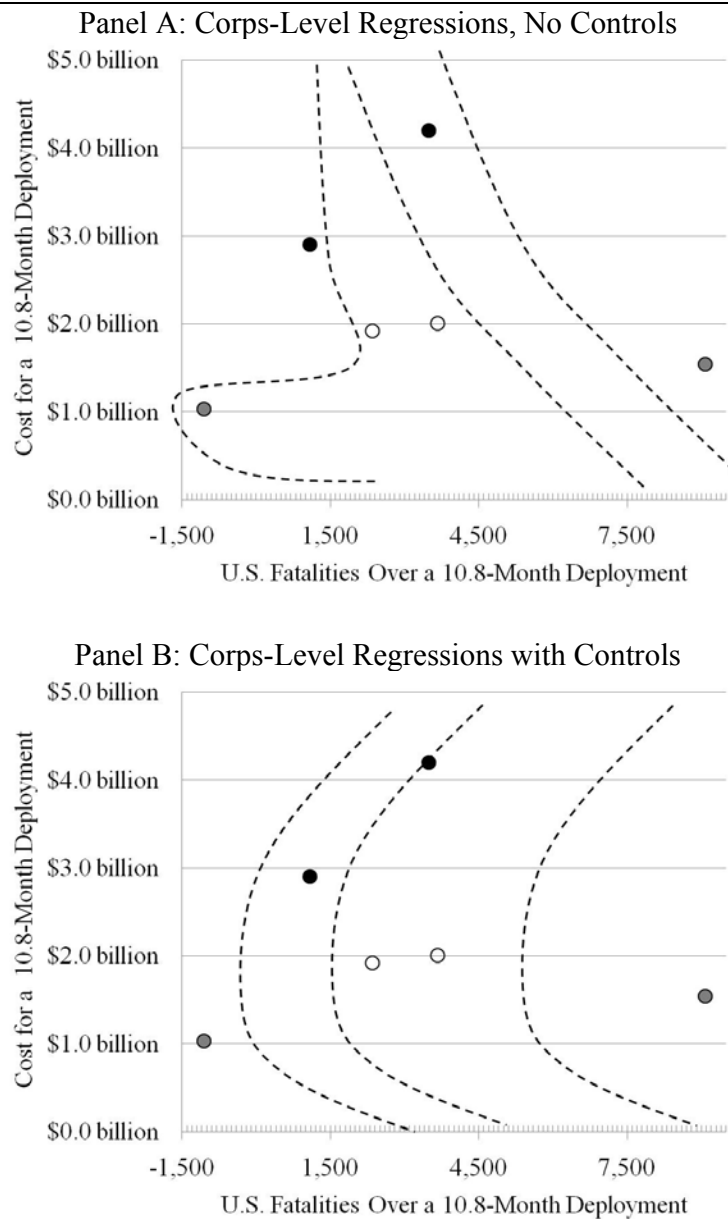 Panel A: Corps-Level Regressions, No Controls
Cost for a 10.8-Month Deployment
$5.0 billion
$4.0 billion
$3.0 billion
$2.0 billion
$1.0 billion
$0.0 billion
-1,500
1,500
4,500
7,500
U.S. Fatalities Over a 10.8-Month Deployment
Panel B: Corps-Level Regressions with Controls
Cost for a 10.8-Month Deployment
$5.0 billion
$4.0 billion
$3.0 billion
$2.0 billion
$1.0 billion
$0.0 billion
-1,500
1,500
4,500
7,500
U.S. Fatalities Over a 10.8-Month Deployment